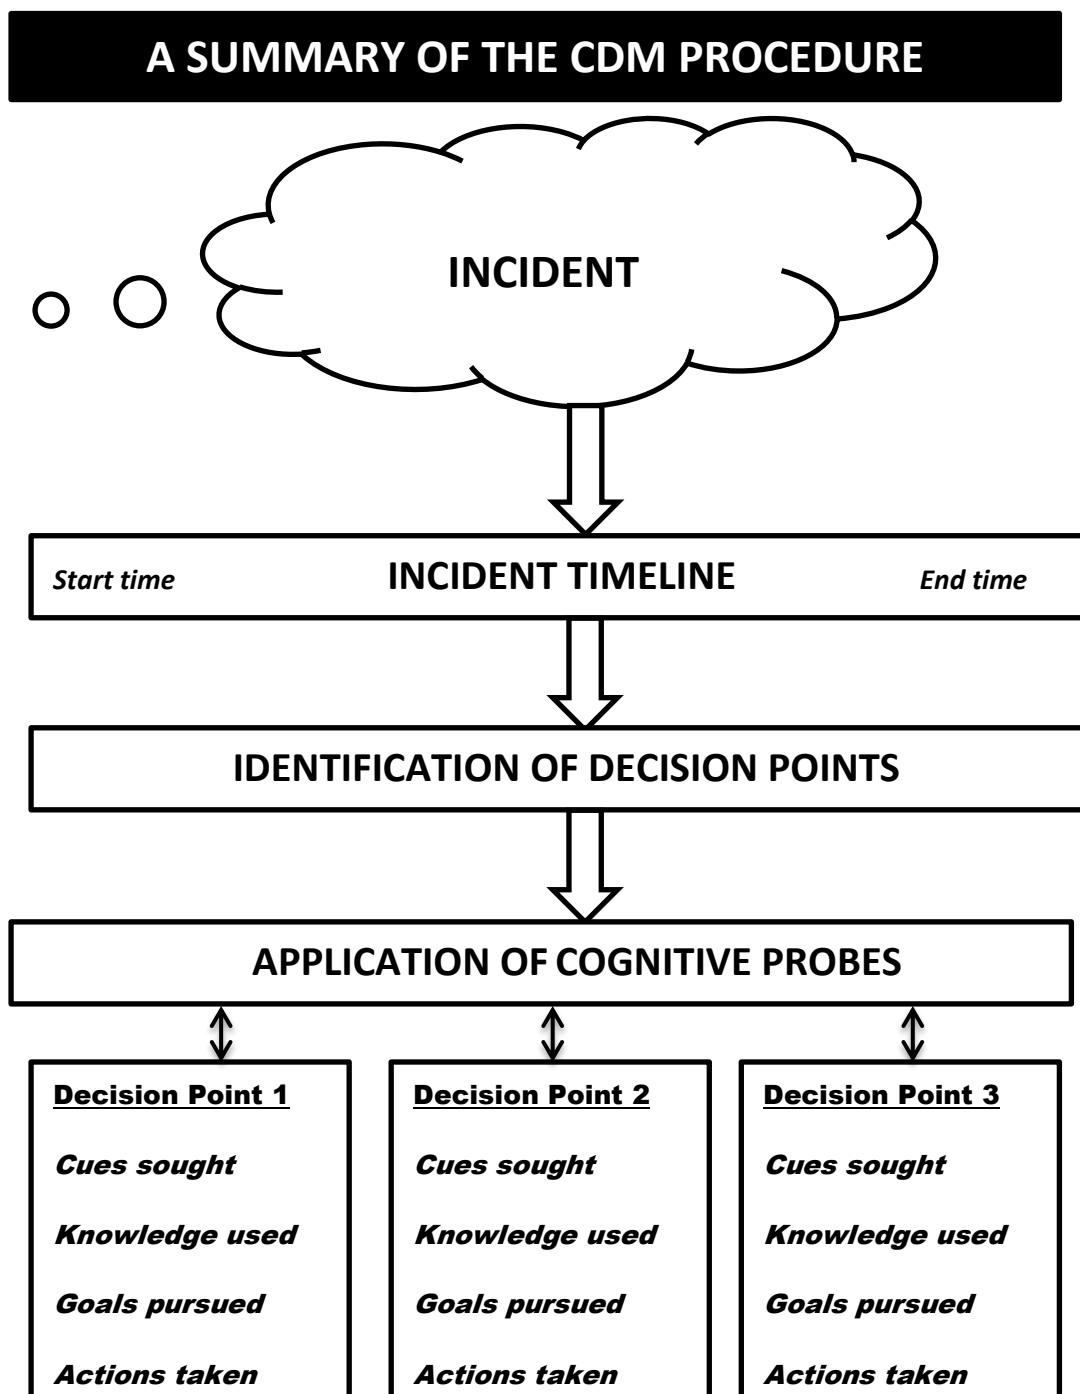 A SUMMARY OF THE CDM PROCEDURE
INCIDENT
Start time INCIDENT TIMELINE End time
IDENTIFICATION OF DECISION POINTS
APPLICATION OF COGNITIVE PROBES
Decision Point 1
Cues sought
Knowledge used
Goals pursued
Actions taken
Decision Point 2
Cues sought
Knowledge used
Goals pursued
Actions taken
Decision Point 3
Cues sought
Knowledge used
Goals pursued
Actions taken